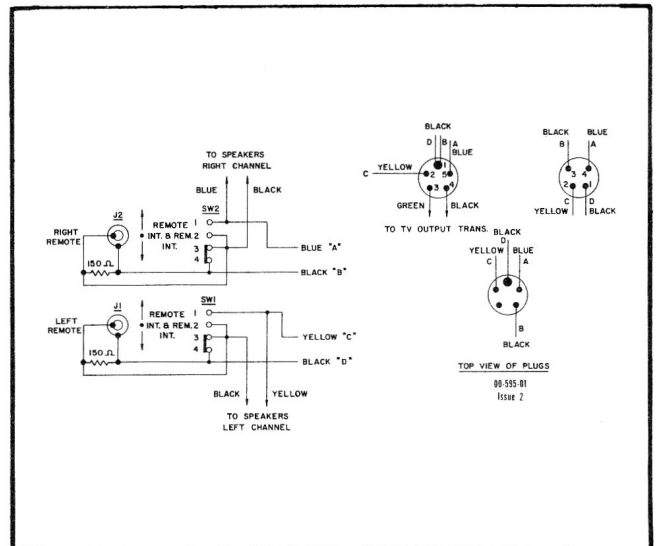 TO SPEAKERS
RIGHT CHANNEL
BLUE
BLACK
J2
SW2
RIGHT
REMOTE
REMOTE 1
INT. & REM. 2
INT. 3
4
150 Ω
BLUE "A"
BLACK "B"
J1
SW1
LEFT
REMOTE
REMOTE 1
INT. & REM. 2
INT. 3
4
150 Ω
YELLOW "C"
BLACK "D"
BLACK
YELLOW
TO SPEAKERS
LEFT CHANNEL
BLACK
D B A
BLUE
C YELLOW
1
2 5
3 4
GREEN BLACK
TO TV OUTPUT TRANS.
BLACK BLUE
B A
3 4
2 1
C D
YELLOW BLACK
BLACK
D
YELLOW BLUE
C A
B
BLACK
TOP VIEW OF PLUGS
00-595-01
Issue 2